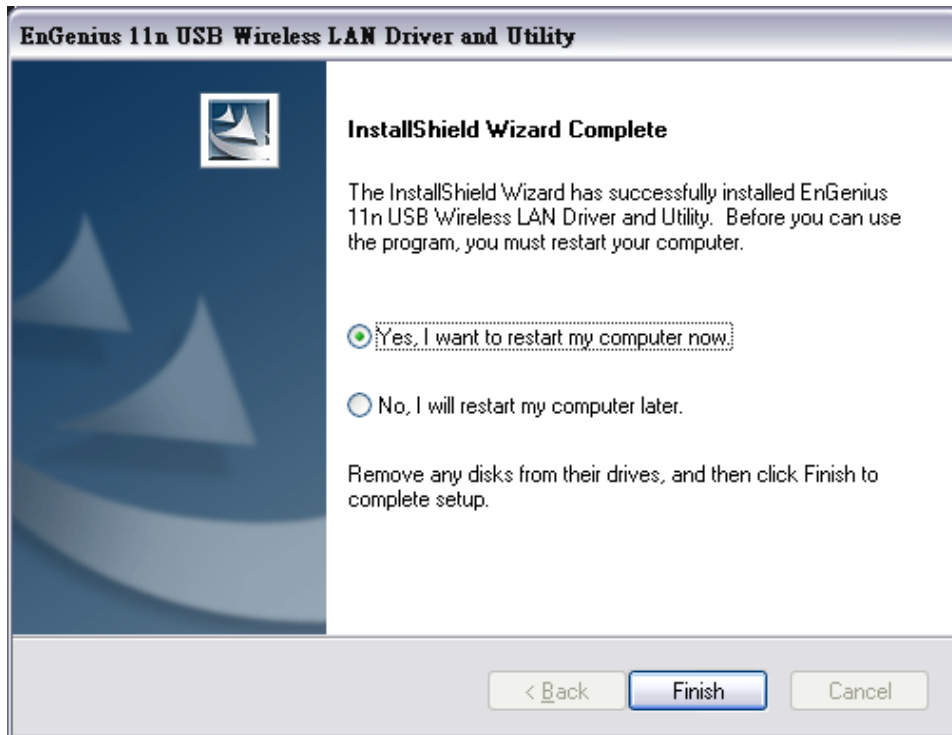 EnGenius 11n USB Wireless LAN Driver and Utility
InstallShield Wizard Complete
The InstallShield Wizard has successfully installed EnGenius
11n USB Wireless LAN Driver and Utility.  Before you can use
the program, you must restart your computer.
Yes, I want to restart my computer now.
No, I will restart my computer later.
Remove any disks from their drives, and then click Finish to
complete setup.
< Back
Finish
Cancel